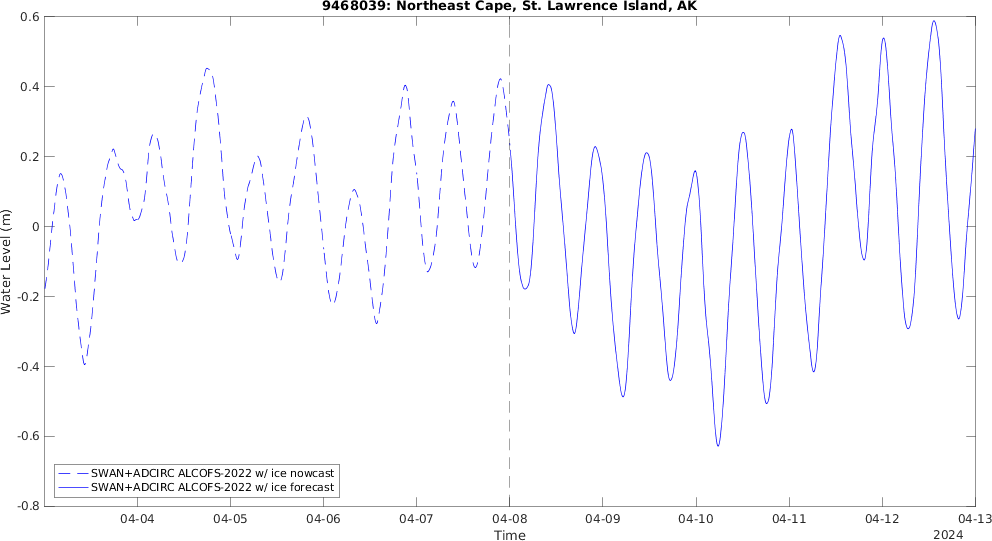 9468039: Northeast Cape, St. Lawrence Island, AK
0.6
0.4
0.2
0
-0.2
-0.4
-0.6
-0.8
Water Level (m)
SWAN+ADCIRC ALCOFS-2022 w/ ice nowcast
SWAN+ADCIRC ALCOFS-2022 w/ ice forecast
04-04 04-05 04-06 04-07 04-08 04-09 04-10 04-11 04-12 04-13
Time
2024